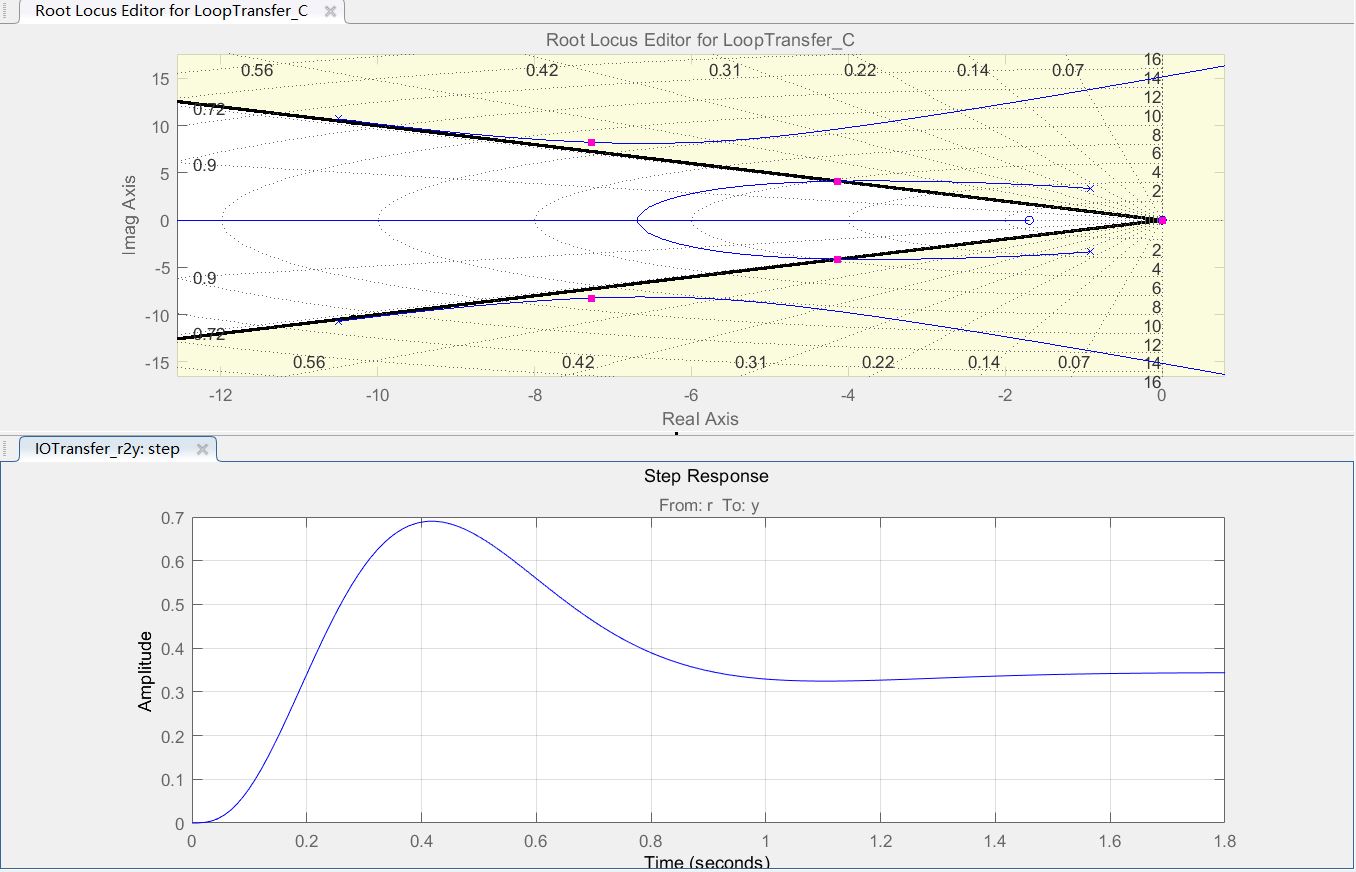 Root Locus Editor for LoopTransfer_C
Root Locus Editor for LoopTransfer_C
0.56 0.42 0.31 0.22 0.14 0.07 16
15 14
0.72 12
10 10
8
0.9 6
5 4
2
0
2
-5 4
0.9 6
8
-10 10
0.72 12
-15 0.56 0.42 0.31 0.22 0.14 0.07 14
16
-12 -10 -8 -6 -4 -2 0
Imag Axis
Real Axis
IOTransfer_r2y: step
Step Response
From: r To: y
0.7
0.6
0.5
0.4
0.3
0.2
0.1
0
Amplitude
0 0.2 0.4 0.6 0.8 1 1.2 1.4 1.6 1.8
Time (seconds)